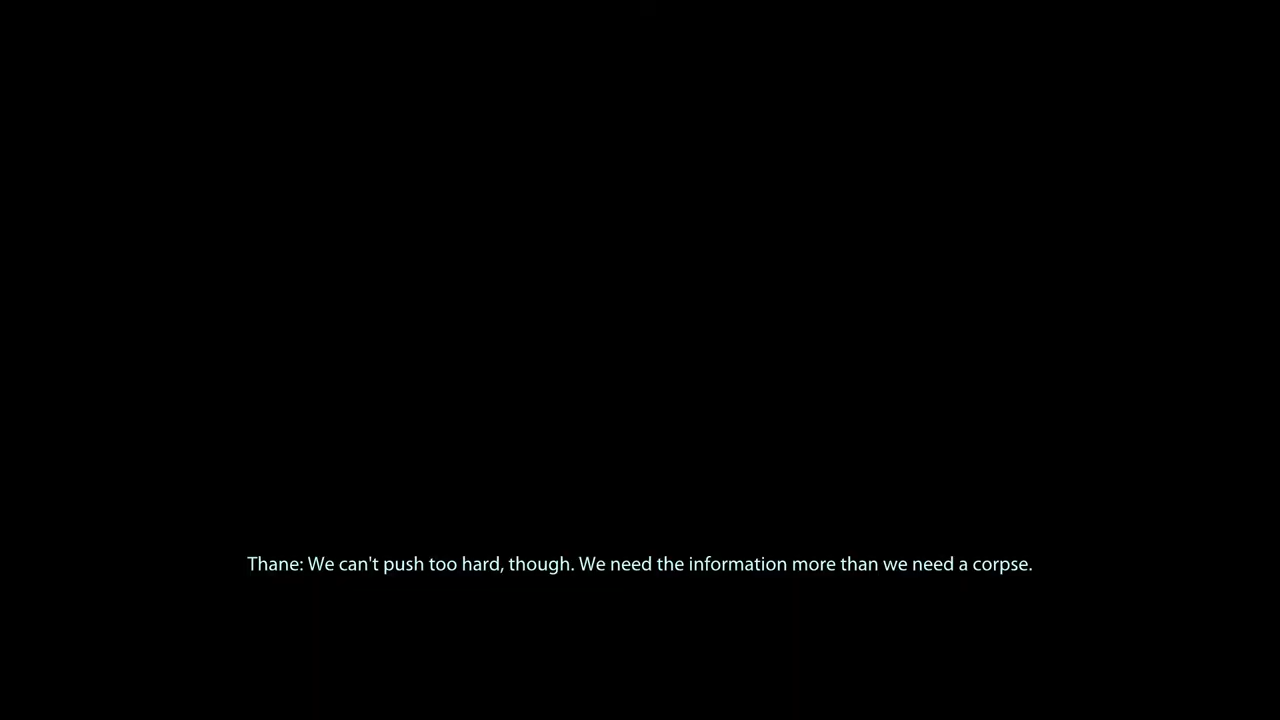 Thane: We can't push too hard, though. We need the information more than we need a corpse.